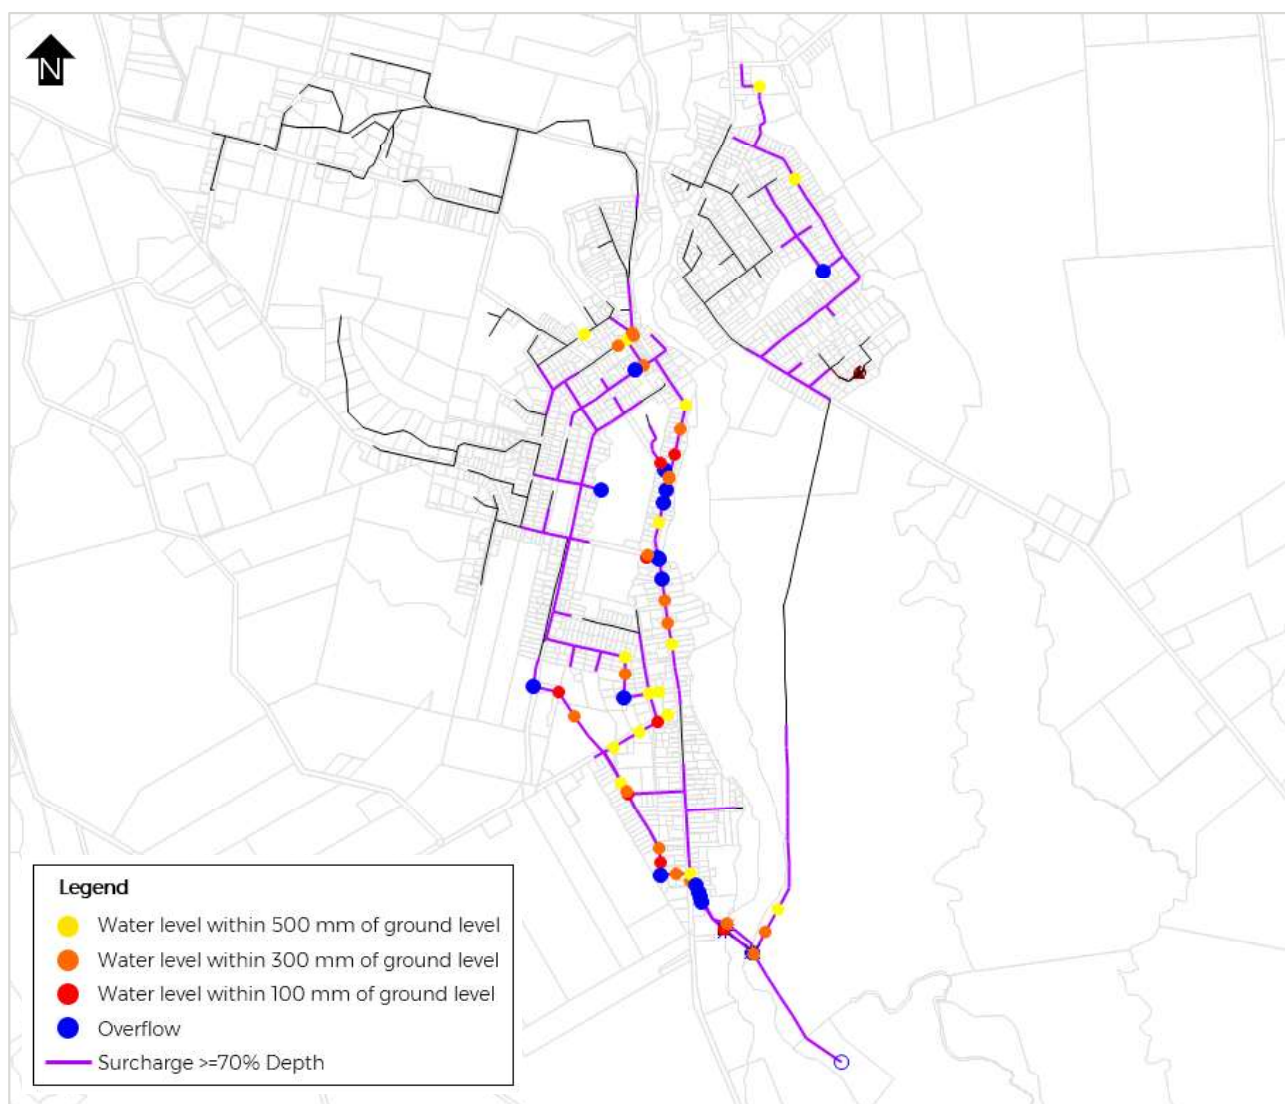 N
Legend
Water level within 500 mm of ground level
Water level within 300 mm of ground level
Water level within 100 mm of ground level
Overflow
Surcharge >=70% Depth